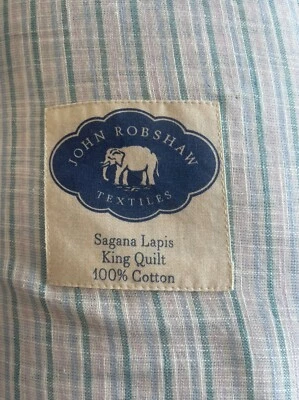 JOHN ROBSHAW
TEXTILES
Sagana Lapis
King Quilt
100% Cotton